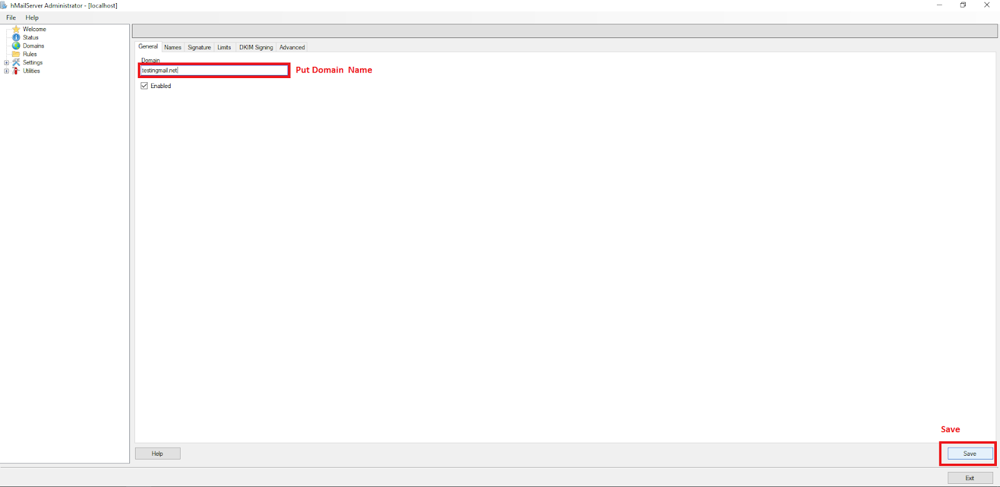 hMailServer Administrator - [localhost]
File Help
Welcome
Status
Domains
Rules
Settings
Utilities
General Names Signature Limits DKIM Signing Advanced
Domain
testingmail.net
Put Domain Name
Enabled
Save
Help
Save
Exit